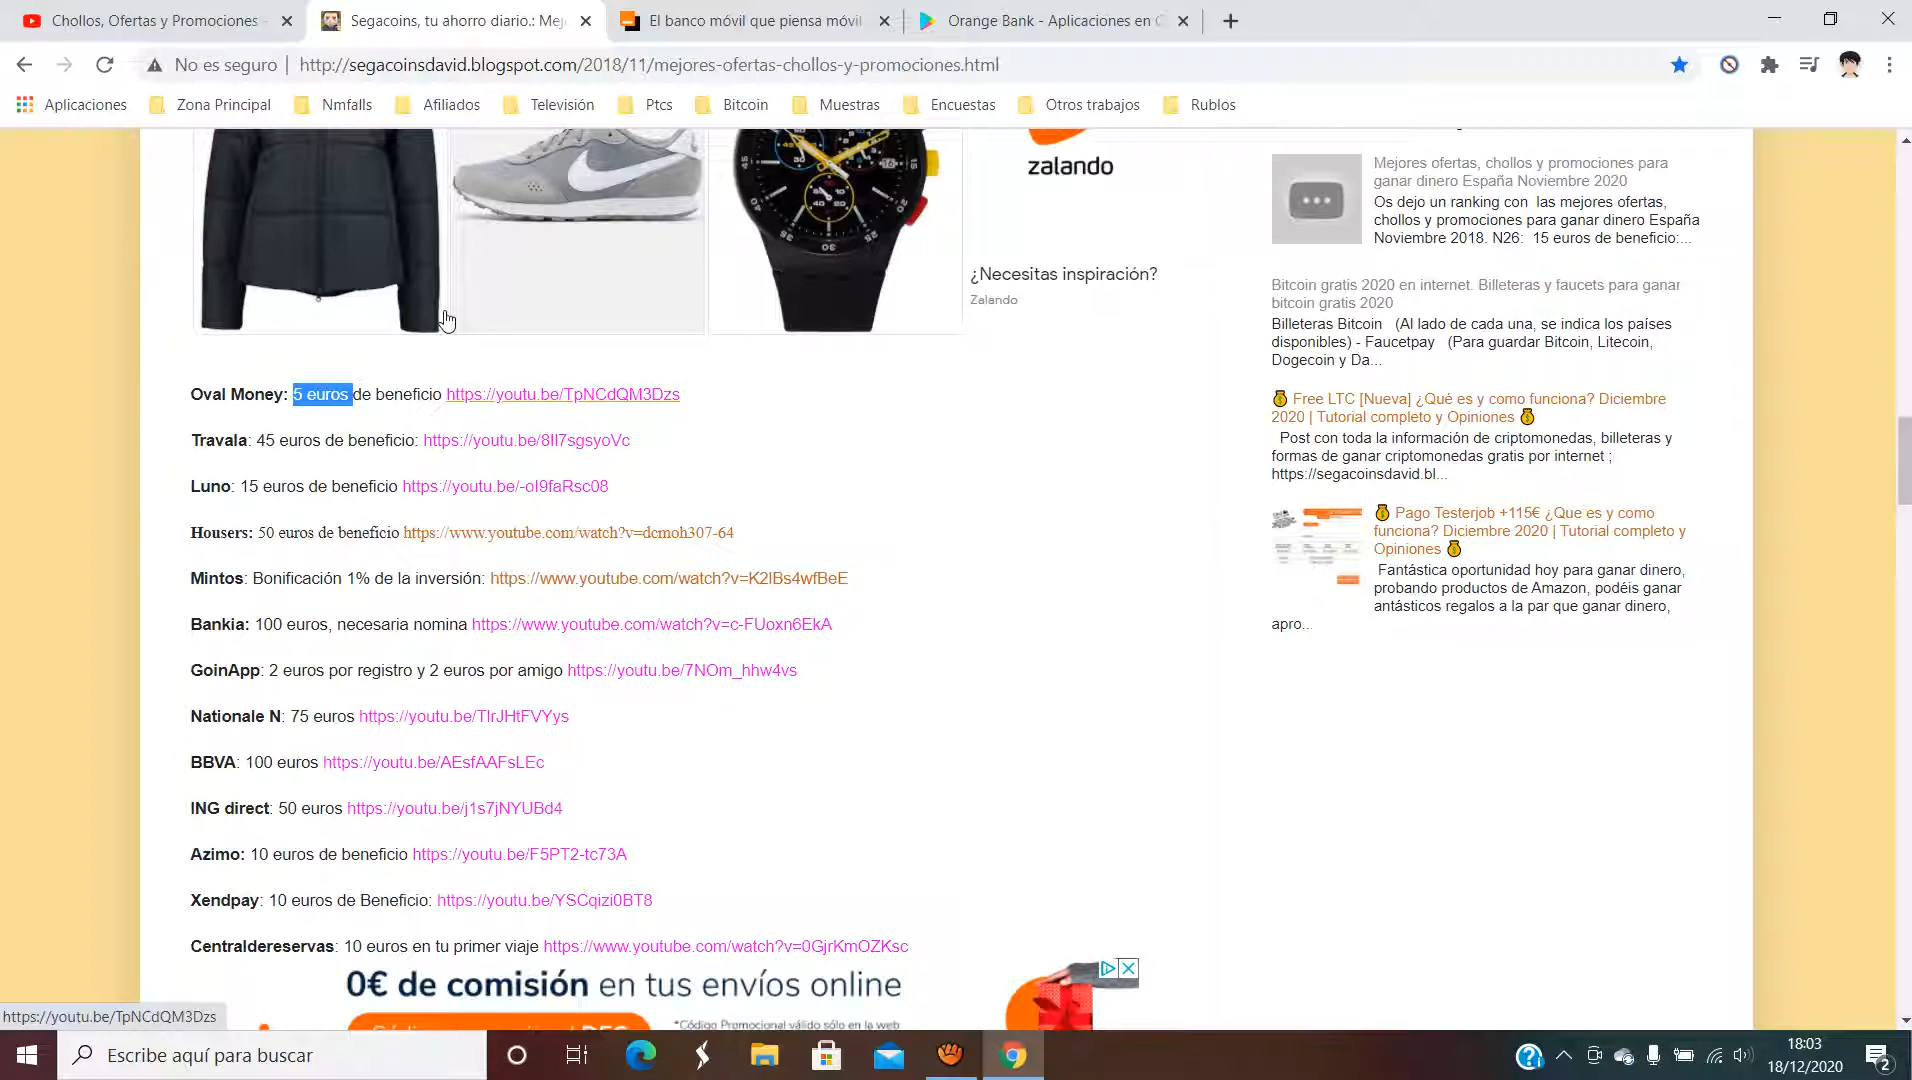 Chollos, Ofertas y Promociones
Segacoins, tu ahorro diario.: Mej
El banco móvil que piensa móvil
Orange Bank - Aplicaciones en
No es seguro
http://segacoinsdavid.blogspot.com/2018/11/mejores-ofertas-chollos-y-promociones.html
Aplicaciones
Zona Principal
Nmfalls
Afiliados
Televisión
Ptcs
Bitcoin
Muestras
Encuestas
Otros trabajos
Rublos
zalando
¿Necesitas inspiración?
Zalando
Oval Money: 5 euros de beneficio https://youtu.be/TpNCdQM3Dzs
Travala: 45 euros de beneficio: https://youtu.be/8Il7sgsyoVc
Luno: 15 euros de beneficio https://youtu.be/-oI9faRsc08
Housers: 50 euros de beneficio https://www.youtube.com/watch?v=dcmoh307-64
Mintos: Bonificación 1% de la inversión: https://www.youtube.com/watch?v=K2lBs4wfBeE
Bankia: 100 euros, necesaria nomina https://www.youtube.com/watch?v=c-FUoxn6EkA
GoinApp: 2 euros por registro y 2 euros por amigo https://youtu.be/7NOm_hhw4vs
Nationale N: 75 euros https://youtu.be/TlrJHtFVYys
BBVA: 100 euros https://youtu.be/AEsfAAFsLEc
ING direct: 50 euros https://youtu.be/j1s7jNYUBd4
Azimo: 10 euros de beneficio https://youtu.be/F5PT2-tc73A
Xendpay: 10 euros de Beneficio: https://youtu.be/YSCqizi0BT8
Centraldereservas: 10 euros en tu primer viaje https://www.youtube.com/watch?v=0GjrKmOZKsc
0€ de comisión en tus envíos online
*Código Promocional válido sólo en la web
Mejores ofertas, chollos y promociones para
ganar dinero España Noviembre 2020
Os dejo un ranking con las mejores ofertas,
chollos y promociones para ganar dinero España
Noviembre 2018. N26: 15 euros de beneficio:...
Bitcoin gratis 2020 en internet. Billeteras y faucets para ganar
bitcoin gratis 2020
Billeteras Bitcoin (Al lado de cada una, se indica los países
disponibles) - Faucetpay (Para guardar Bitcoin, Litecoin,
Dogecoin y Da...
💰 Free LTC [Nueva] ¿Qué es y como funciona? Diciembre
2020 | Tutorial completo y Opiniones 💰
Post con toda la información de criptomonedas, billeteras y
formas de ganar criptomonedas gratis por internet ;
https://segacoinsdavid.bl...
💰 Pago Testerjob +115€ ¿Que es y como
funciona? Diciembre 2020 | Tutorial completo y
Opiniones 💰
Fantástica oportunidad hoy para ganar dinero,
probando productos de Amazon, podéis ganar
antásticos regalos a la par que ganar dinero,
apro...
https://youtu.be/TpNCdQM3Dzs
Escribe aquí para buscar
18:03
18/12/2020
2